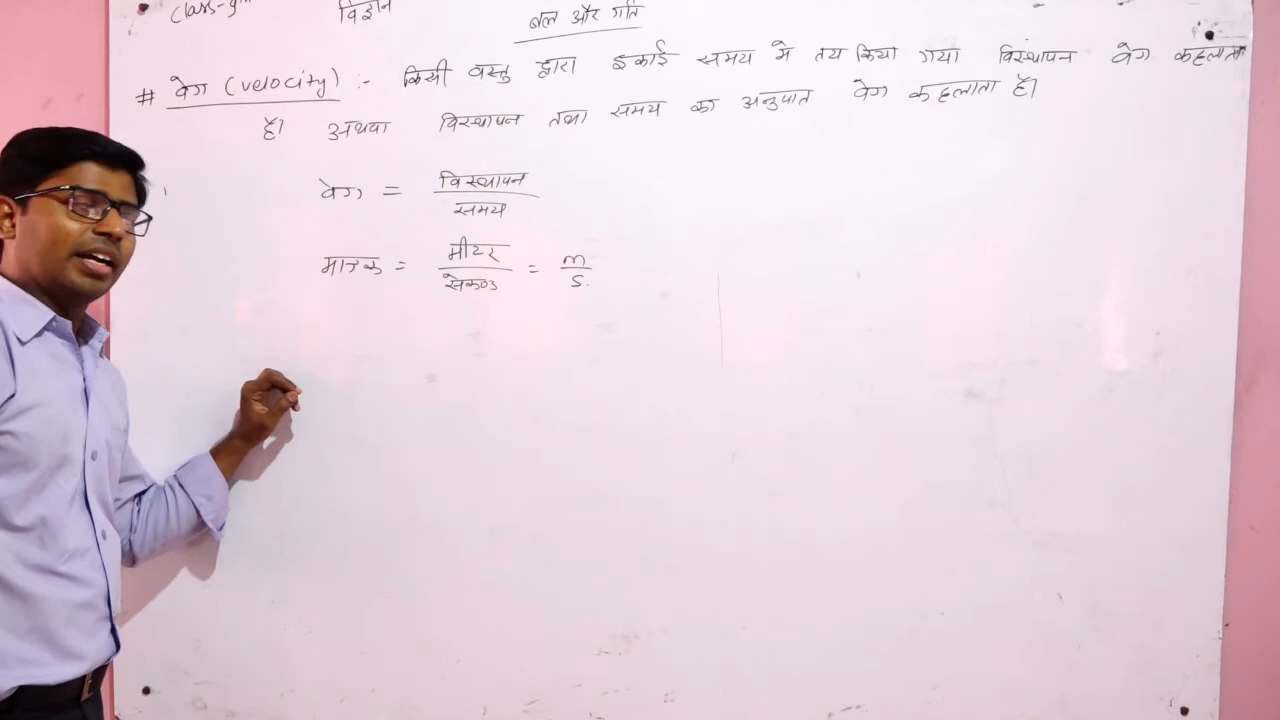 class-9th विज्ञान बल और गति
# वेग (velocity) :- किसी वस्तु द्वारा इकाई समय मे तय किया गया विस्थापन वेग कहलाता
है। अथवा विस्थापन तथा समय का अनुपात वेग कहलाता है।
वेग = विस्थापन / समय
मात्रक = मीटर / सेकण्ड = m / s.